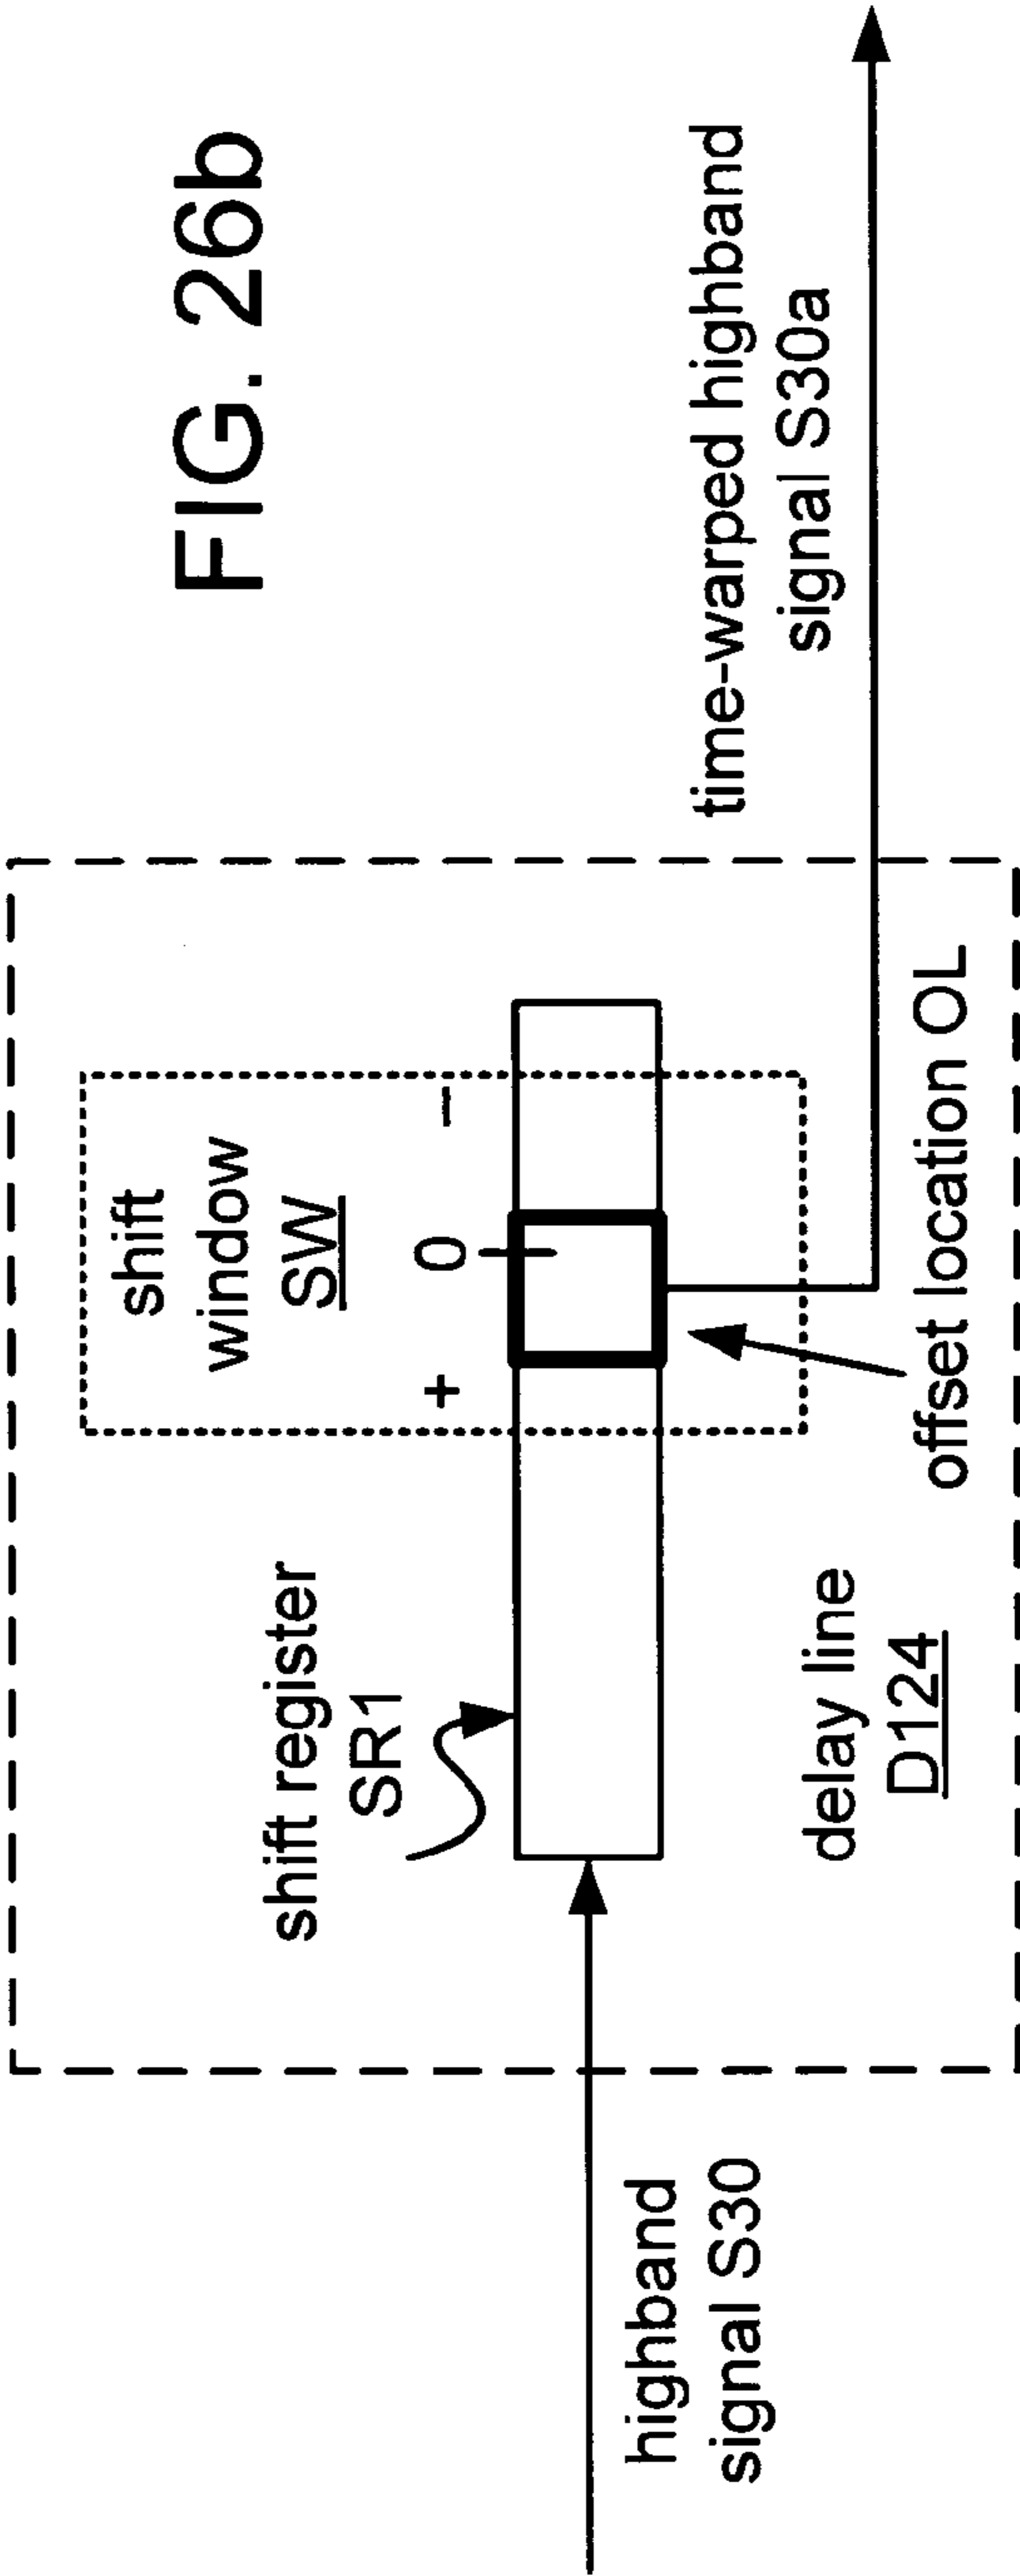 FIG. 26b
shift
window
SW
+ 0 -
shift register
SR1
delay line
D124
offset location OL
highband
signal S30
time-warped highband
signal S30a